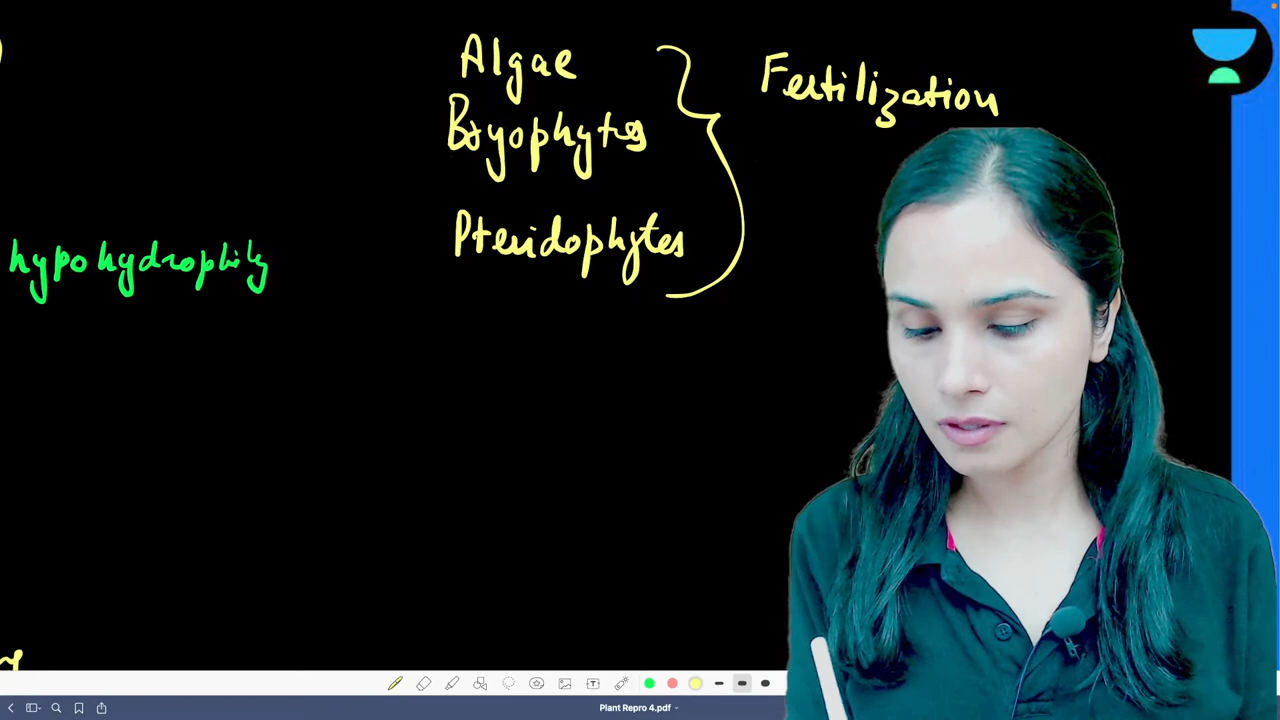 Algae
Fertilization
Bryophytes
Pteridophytes
hypohydrophily
Plant Repro 4.pdf